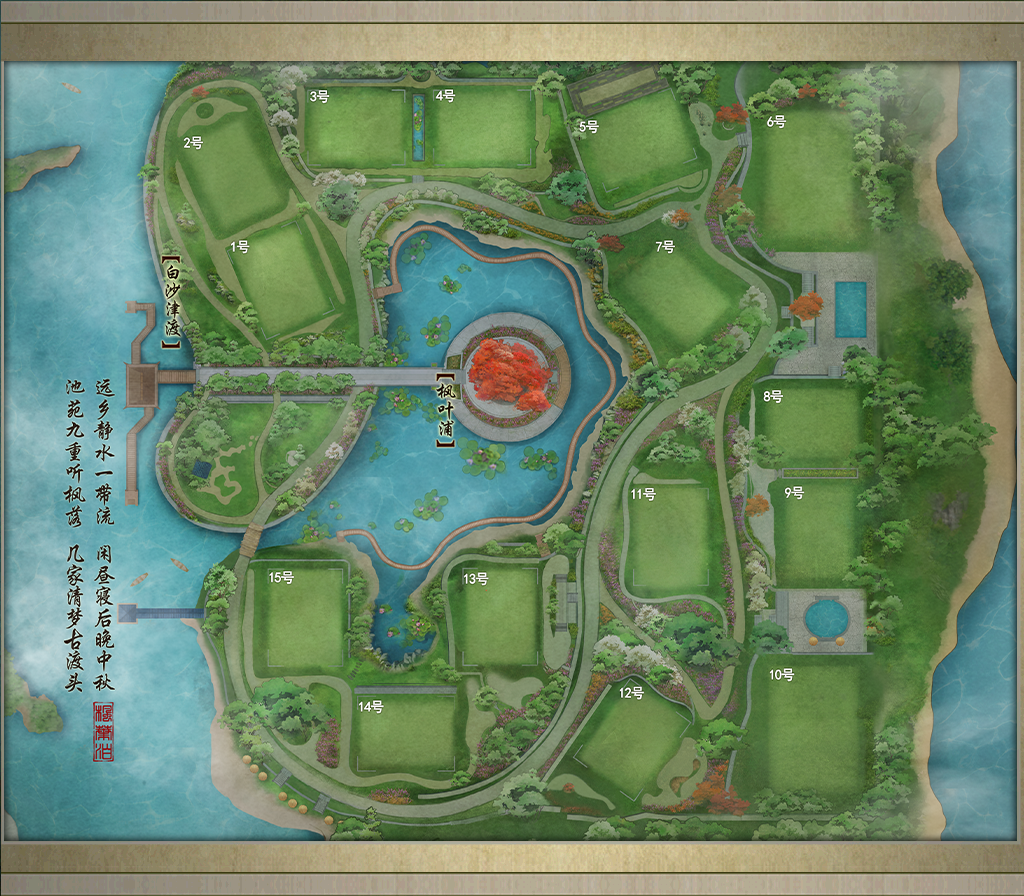 3号
4号
5号
6号
2号
1号
7号
【白沙津渡】
【枫叶浦】
远乡静水一带流 闲昼寝后晚中秋
池苑九重听枫落 几家清梦古渡头
8号
9号
11号
15号
13号
10号
12号
14号
枫叶泊